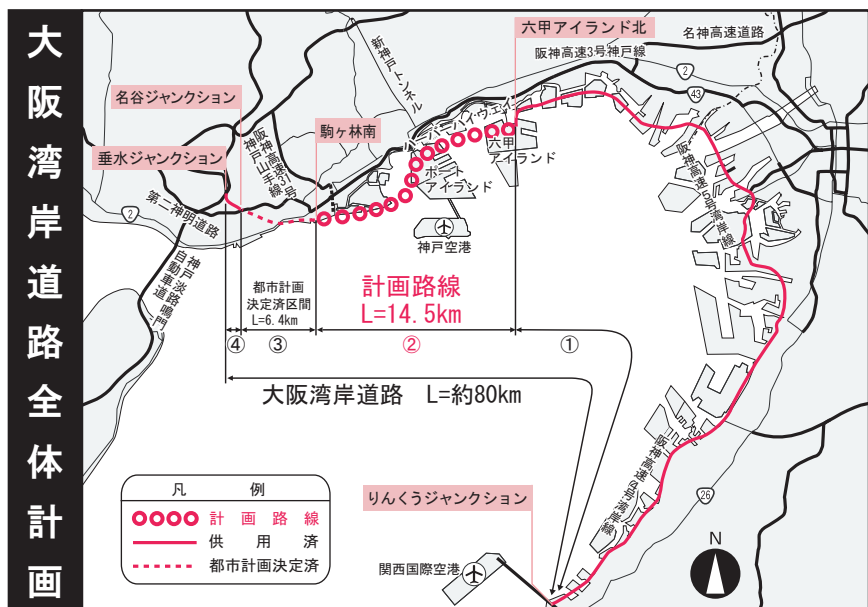 大阪湾岸道路全体計画
六甲アイランド北
名神高速道路
阪神高速3号神戸線
2
43
新神戸トンネル
名谷ジャンクション
駒ヶ林南
ハーバーハイウェイ
阪神高速31号
神戸山手線
垂水ジャンクション
六甲
アイランド
ポート
アイランド
阪神高速5号湾岸線
第二神明道路
2
神戸空港
神戸淡路鳴門
自動車道
都市計画
決定済区間
L=6.4km
計画路線
L=14.5km
④
③
②
①
大阪湾岸道路 L=約80km
阪神高速4号湾岸線
凡例
計画路線
供用済
都市計画決定済
りんくうジャンクション
26
関西国際空港
N